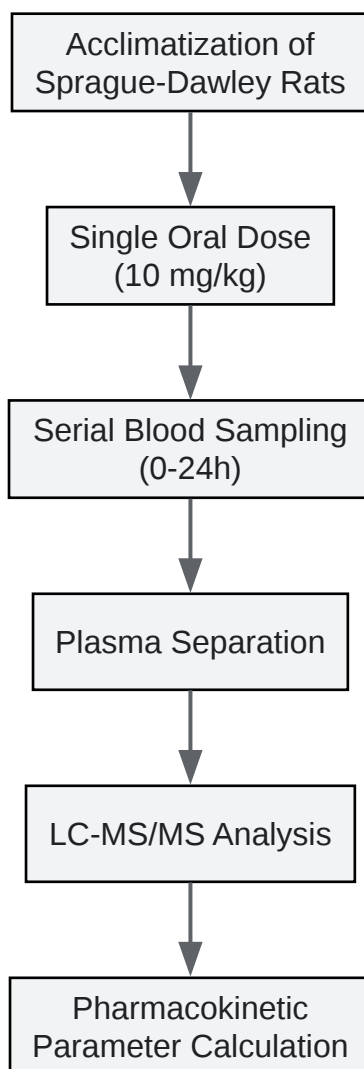 Acclimatization of
Sprague-Dawley Rats
Single Oral Dose
(10 mg/kg)
Serial Blood Sampling
(0-24h)
Plasma Separation
LC-MS/MS Analysis
Pharmacokinetic
Parameter Calculation